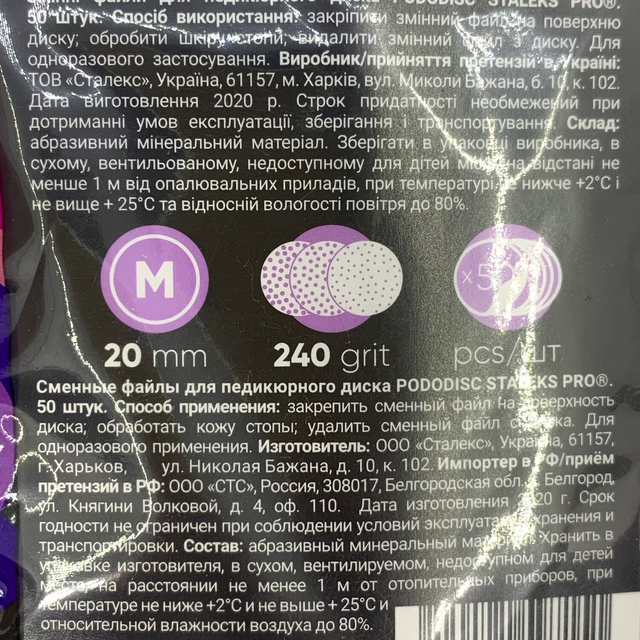 змінні файли для педикюрного диска PODODISC STALEKS PRO®.
50 штук. Спосіб використання: закріпити змінний файл на поверхню
диску; обробити шкіру стопи; видалити змінний файл з диску. Для
одноразового застосування. Виробник/прийняття претензій в Україні:
ТОВ «Сталекс», Україна, 61157, м. Харків, вул. Миколи Бажана, б. 10, к. 102.
Дата виготовлення 2020 р. Строк придатності необмежений при
дотриманні умов експлуатації, зберігання і транспортування. Склад:
абразивний мінеральний матеріал. Зберігати в упаковці виробника, в
сухому, вентильованому, недоступному для дітей місці, на відстані не
менше 1 м від опалювальних приладів, при температурі не нижче +2°С і
не вище + 25°С та відносній вологості повітря до 80%.
M
×50
20 mm
240 grit
pcs/шт
Сменные файлы для педикюрного диска PODODISC STALEKS PRO®.
50 штук. Способ применения: закрепить сменный файл на поверхность
диска; обработать кожу стопы; удалить сменный файл с диска. Для
одноразового применения. Изготовитель: ООО «Сталекс», Украина, 61157,
г. Харьков, ул. Николая Бажана, д. 10, к. 102. Импортер в РФ/приём
претензий в РФ: ООО «СТС», Россия, 308017, Белгородская обл., г. Белгород,
ул. Княгини Волковой, д. 4, оф. 110. Дата изготовления 2020 г. Срок
годности не ограничен при соблюдении условий эксплуатации, хранения и
транспортировки. Состав: абразивный минеральный материал. Хранить в
упаковке изготовителя, в сухом, вентилируемом, недоступном для детей
месте, на расстоянии не менее 1 м от отопительных приборов, при
температуре не ниже +2°С и не выше + 25°С и
относительной влажности воздуха до 80%.